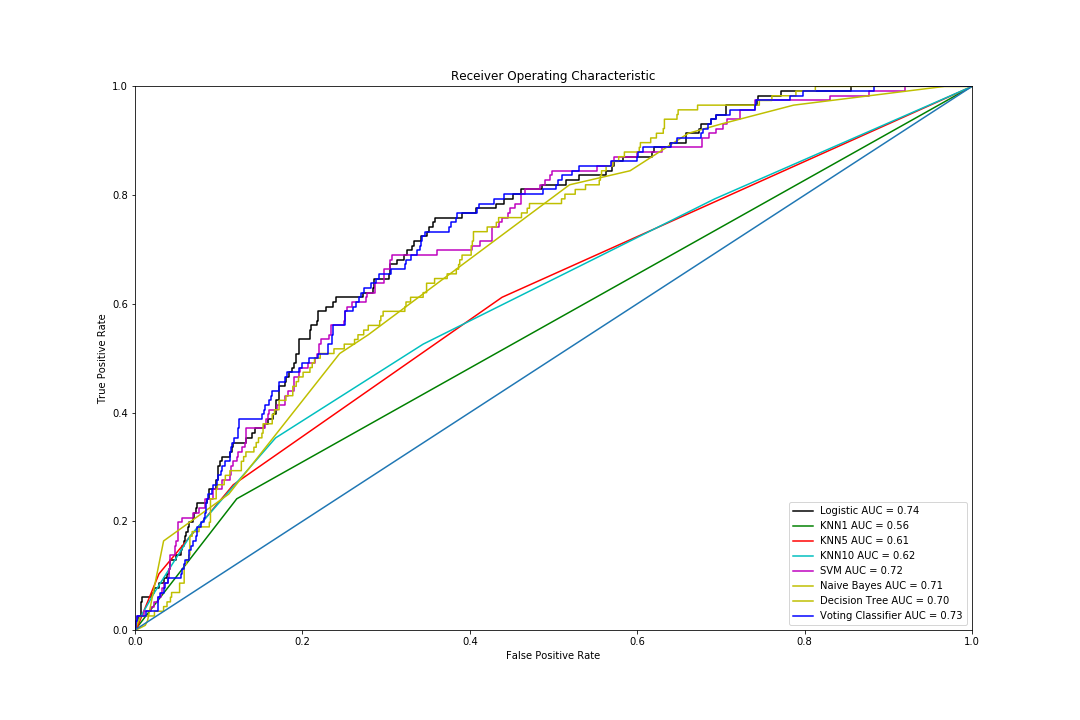 Receiver Operating Characteristic
1.0
0.8
0.6
0.4
0.2
0.0
True Positive Rate
Logistic AUC = 0.74
KNN1 AUC = 0.56
KNN5 AUC = 0.61
KNN10 AUC = 0.62
SVM AUC = 0.72
Naive Bayes AUC = 0.71
Decision Tree AUC = 0.70
Voting Classifier AUC = 0.73
0.0 0.2 0.4 0.6 0.8 1.0
False Positive Rate